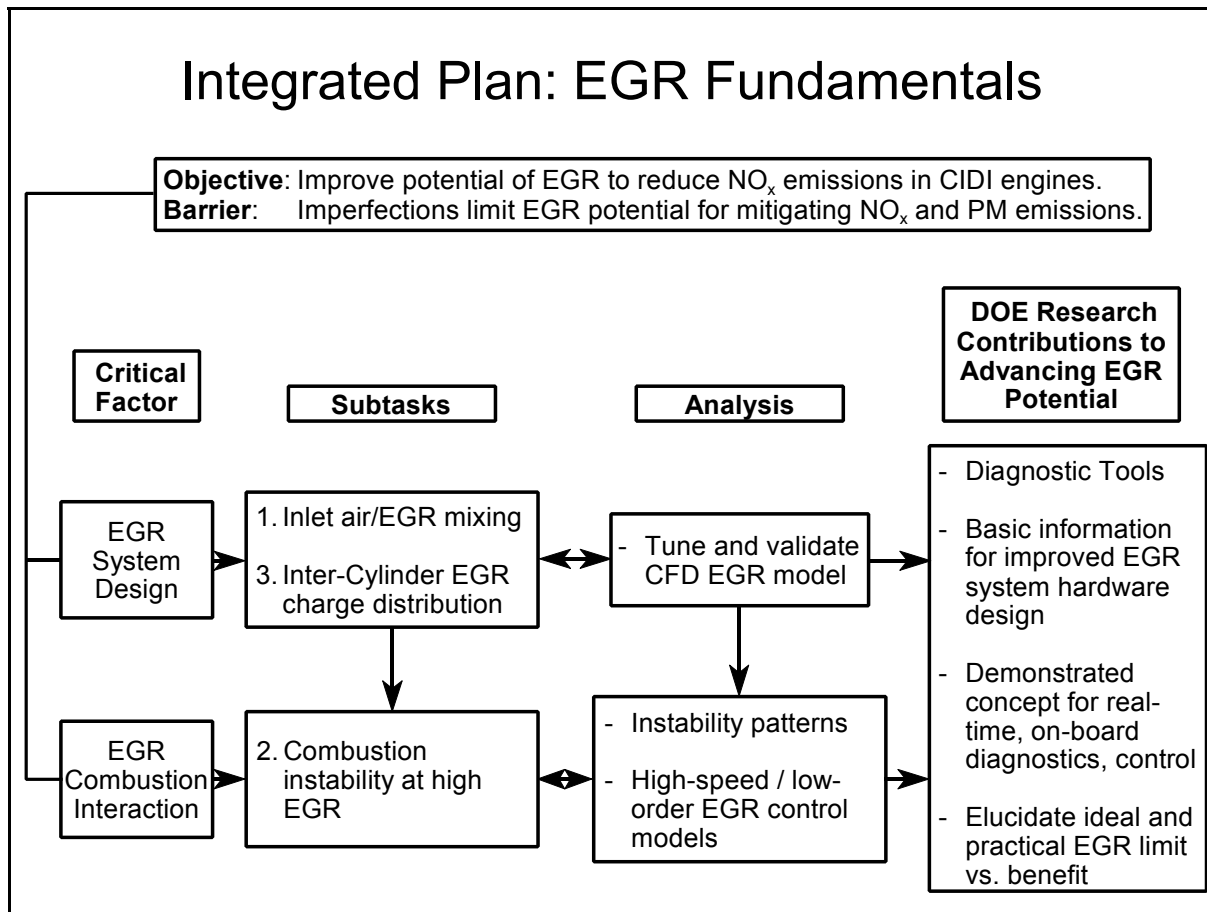 Integrated Plan: EGR Fundamentals
Objective: Improve potential of EGR to reduce NOx emissions in CIDI engines.
Barrier: Imperfections limit EGR potential for mitigating NOx and PM emissions.
Critical
Factor
Subtasks
Analysis
DOE Research
Contributions to
Advancing EGR
Potential
EGR
System
Design
1. Inlet air/EGR mixing
3. Inter-Cylinder EGR
charge distribution
- Tune and validate
CFD EGR model
EGR
Combustion
Interaction
2. Combustion
instability at high
EGR
- Instability patterns
- High-speed / low-
order EGR control
models
- Diagnostic Tools
- Basic information
for improved EGR
system hardware
design
- Demonstrated
concept for real-
time, on-board
diagnostics, control
- Elucidate ideal and
practical EGR limit
vs. benefit